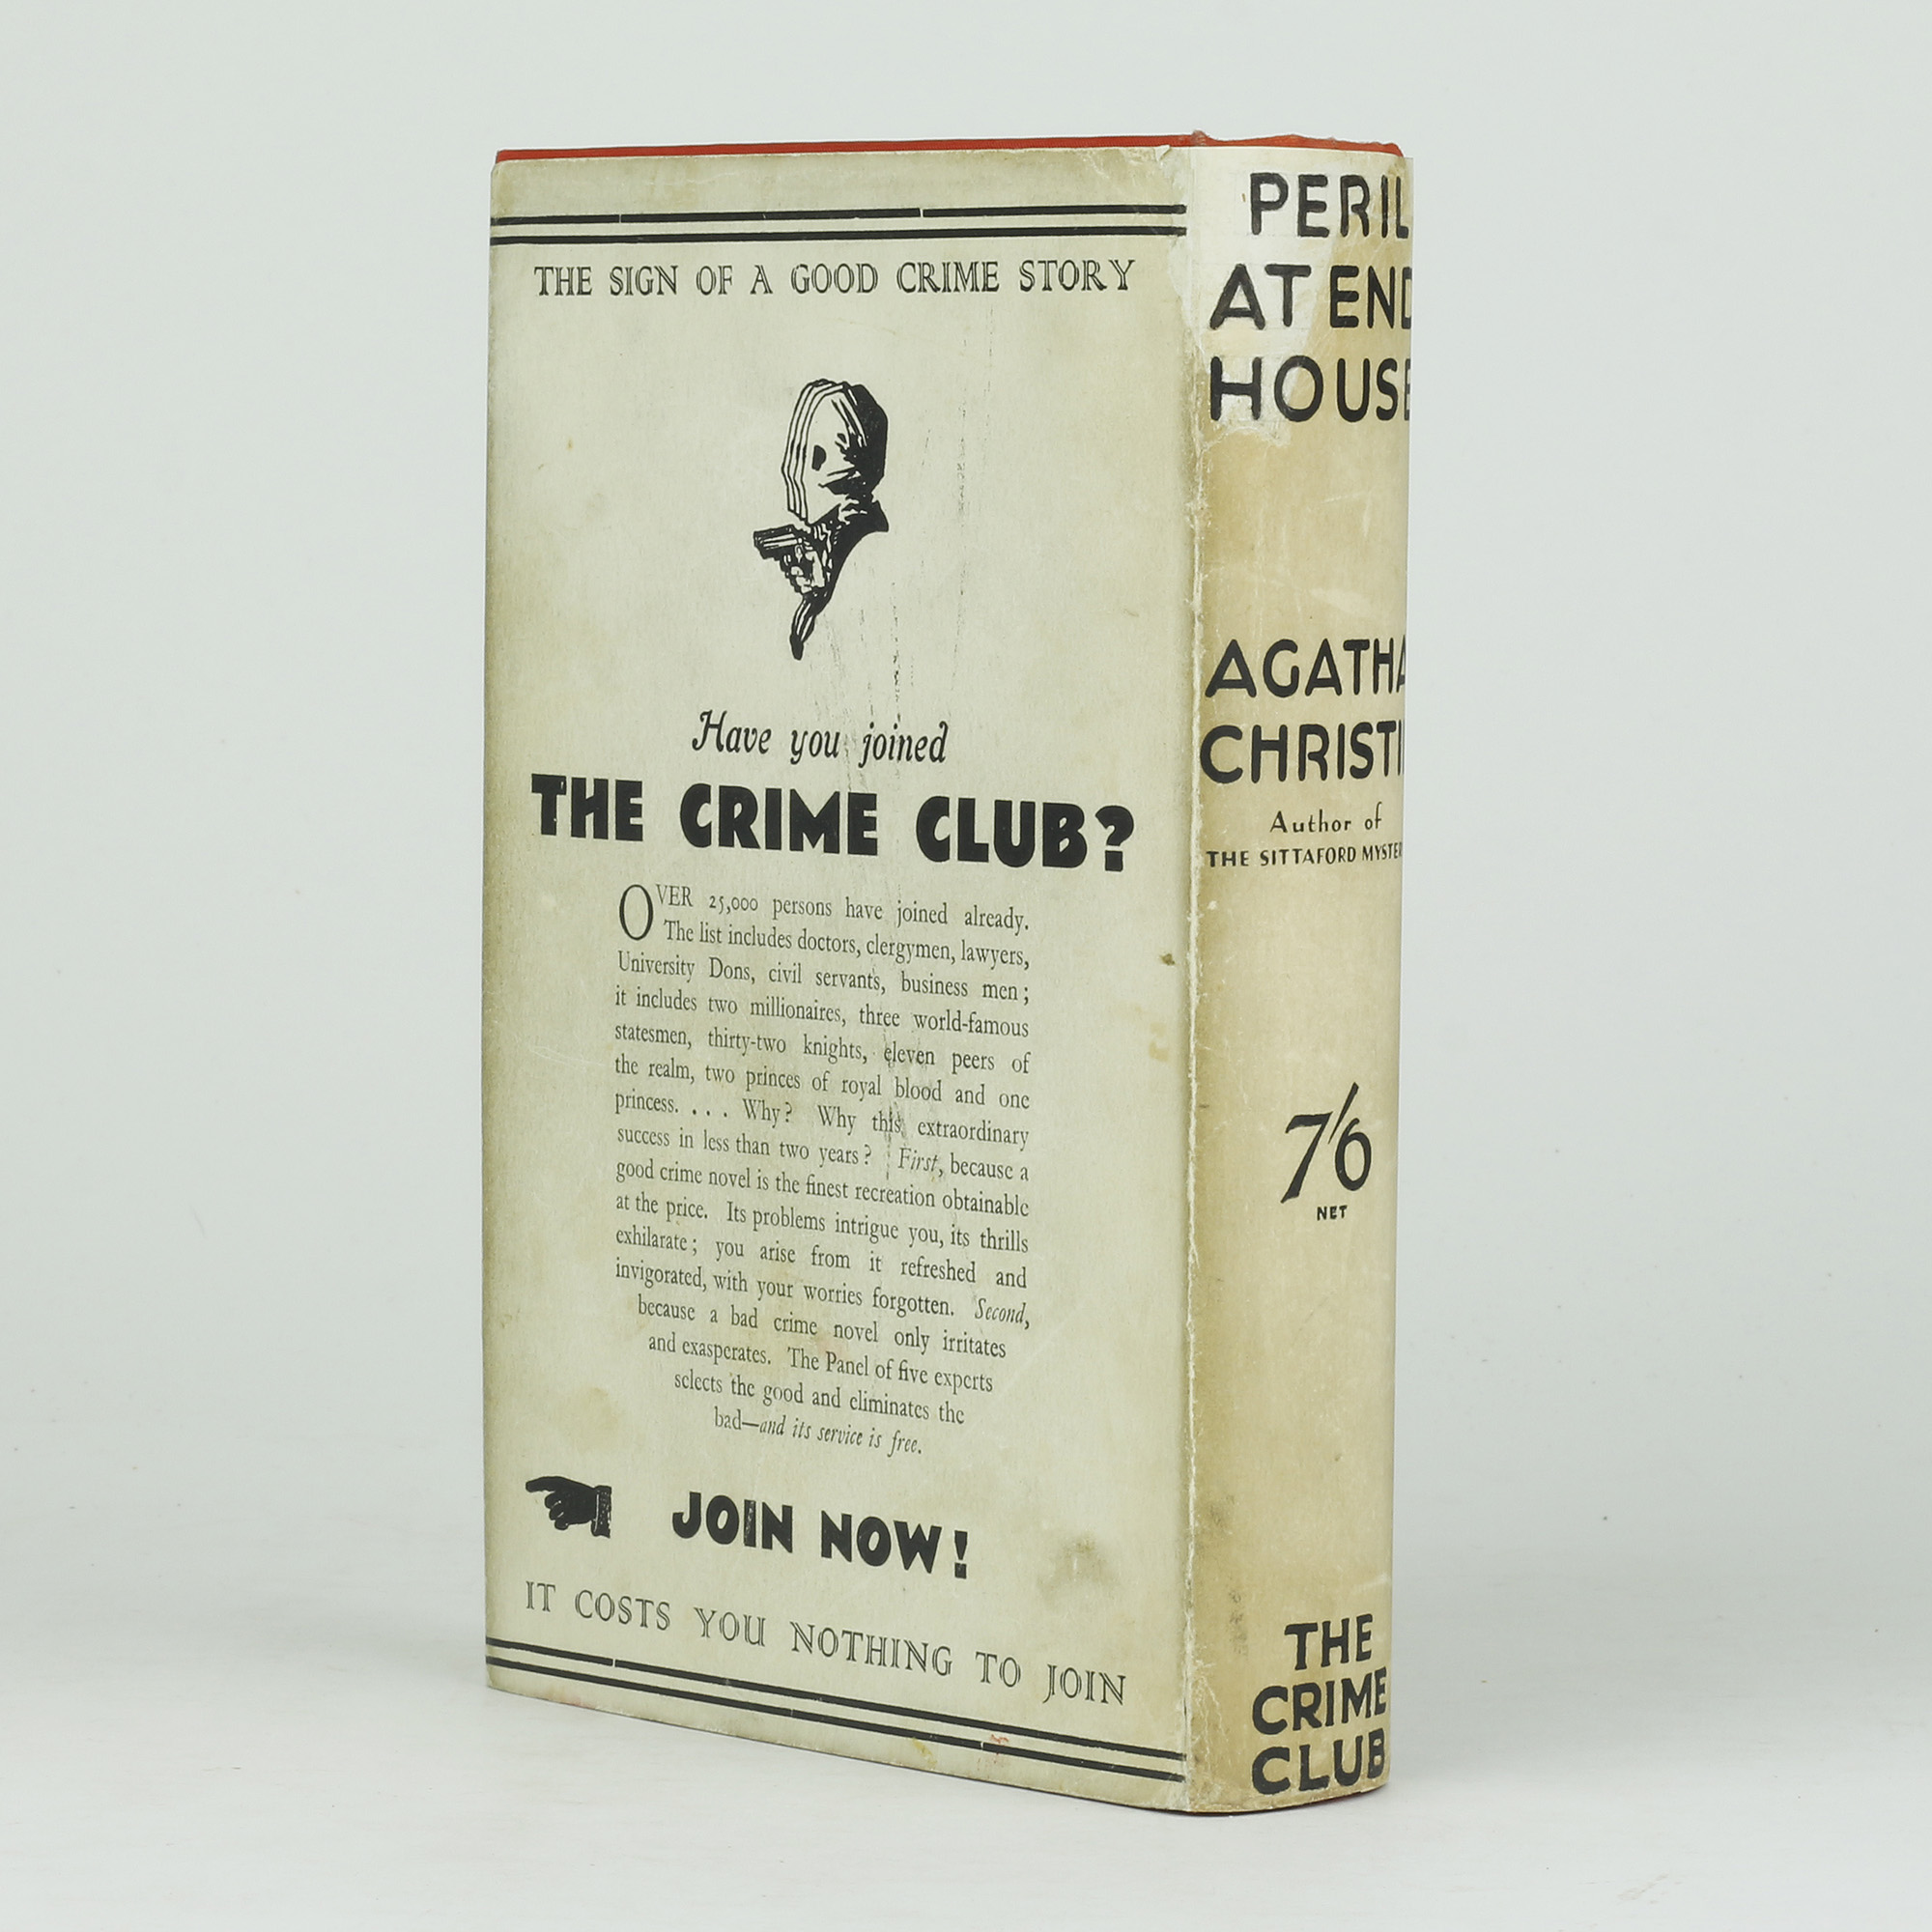 THE SIGN OF A GOOD CRIME STORY
Have you joined
THE CRIME CLUB?
OVER 25,000 persons have joined already.
The list includes doctors, clergymen, lawyers,
University Dons, civil servants, business men;
it includes two millionaires, three world-famous
statesmen, thirty-two knights, eleven peers of
the realm, two princes of royal blood and one
princess. . . . Why? Why this extraordinary
success in less than two years? First, because a
good crime novel is the finest recreation obtainable
at the price. Its problems intrigue you, its thrills
exhilarate; you arise from it refreshed and
invigorated, with your worries forgotten. Second,
because a bad crime novel only irritates
and exasperates. The Panel of five experts
selects the good and eliminates the
bad—and its service is free.
JOIN NOW!
IT COSTS YOU NOTHING TO JOIN
PERIL
AT END
HOUSE
AGATHA
CHRISTI
Author of
THE SITTAFORD MYSTER
7/6
NET
THE
CRIME
CLUB